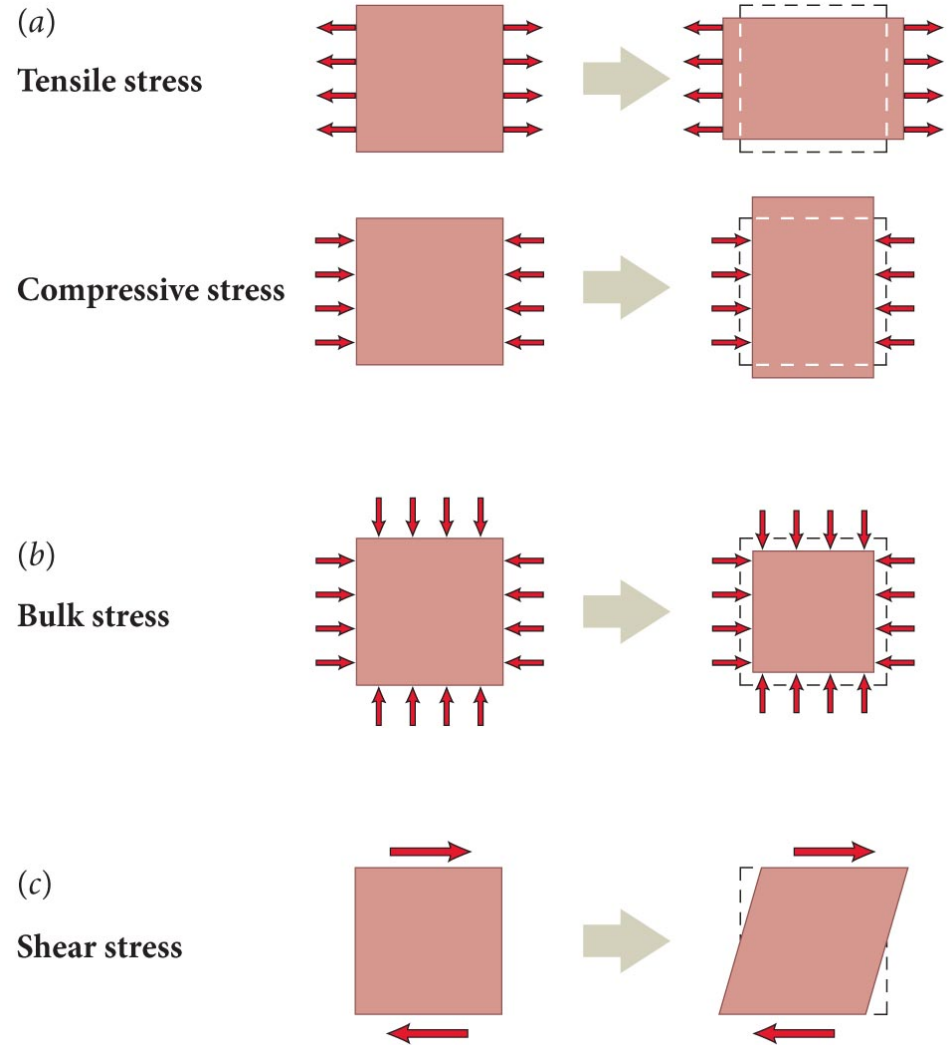 (a)
Tensile stress
Compressive stress
(b)
Bulk stress
(c)
Shear stress